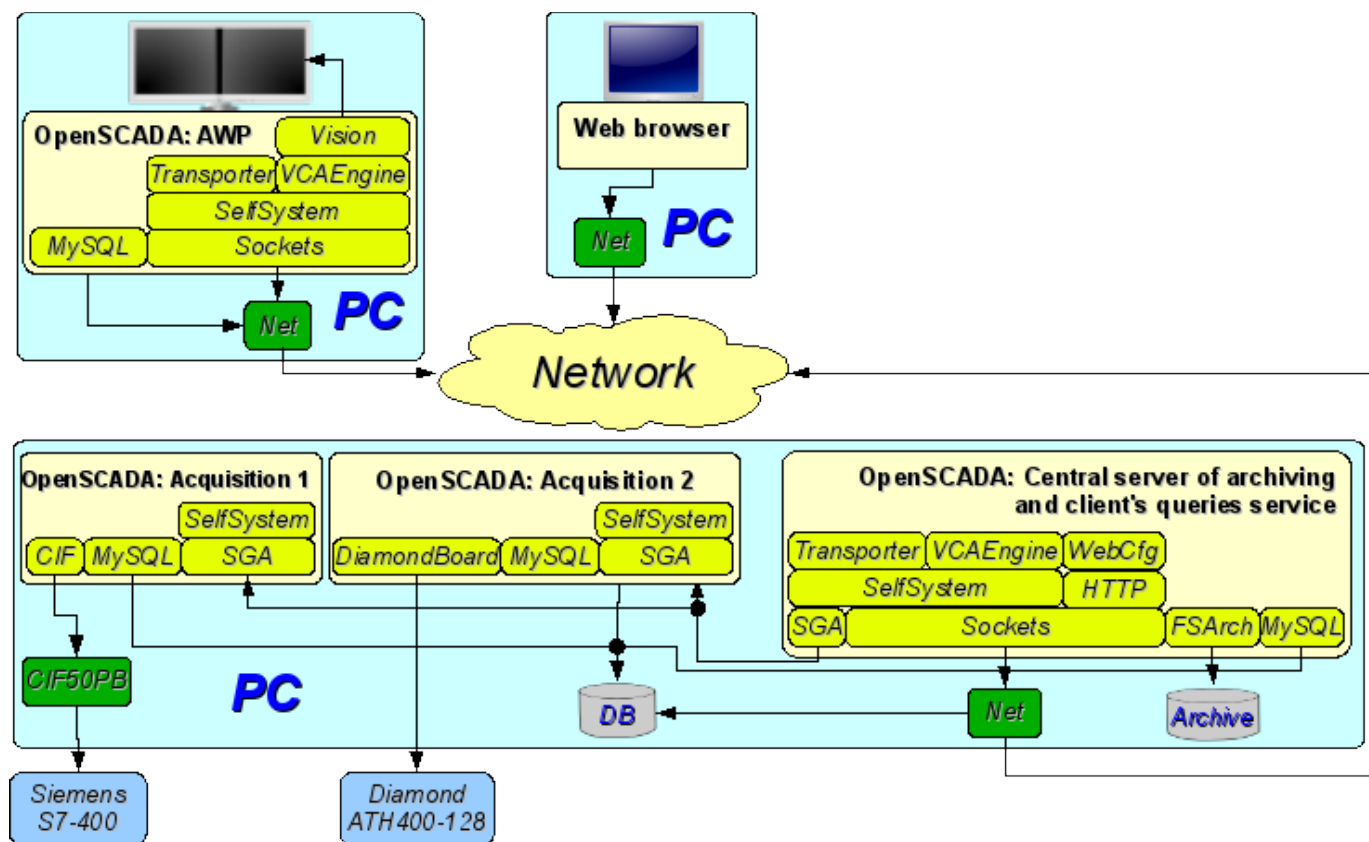 OpenSCADA: AWP
Vision
Transporter
VCAEngine
SelfSystem
MySQL
Sockets
Net
PC
Web browser
Net
PC
Network
OpenSCADA: Acquisition 1
SelfSystem
CIF
MySQL
SGA
CIF50PB
OpenSCADA: Acquisition 2
SelfSystem
DiamondBoard
MySQL
SGA
OpenSCADA: Central server of archiving
and client's queries service
Transporter
VCAEngine
WebCfg
SelfSystem
HTTP
SGA
Sockets
FSArch
MySQL
PC
DB
Net
Archive
Siemens
S7-400
Diamond
ATH400-128